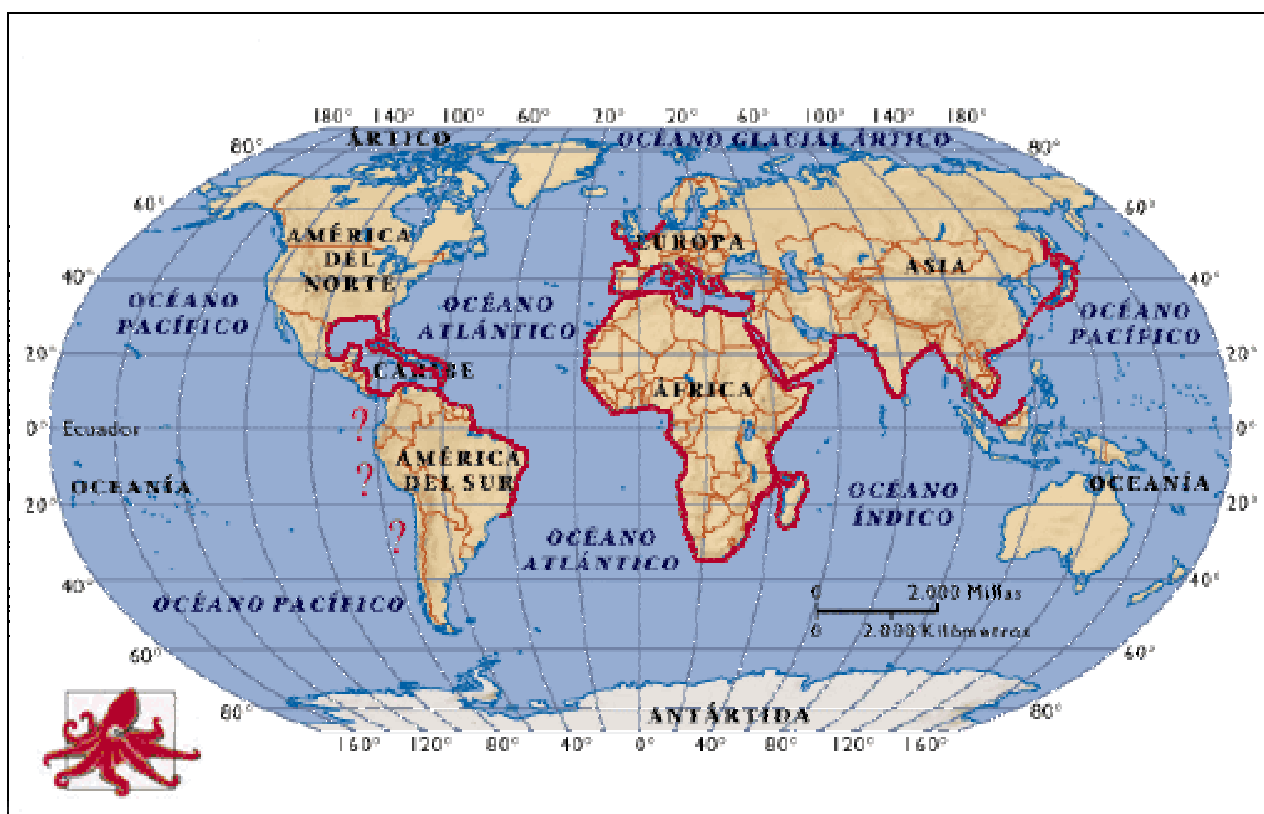 180° 140° 100° 60° 20° 20° 60° 100° 140° 180°
ÁRTICO
OCÉANO GLACIAL ÁRTICO
80° 80°
60° 60°
AMÉRICA
DEL
NORTE
EUROPA
ASIA
40° 40°
OCÉANO
PACÍFICO
OCÉANO
ATLÁNTICO
OCÉANO
PACÍFICO
20° 20°
CARIBE
ÁFRICA
?
0° Ecuador 0°
AMÉRICA
DEL SUR
?
OCEANÍA
OCEANÍA
20° 20°
OCÉANO
ÍNDICO
?
OCÉANO
ATLÁNTICO
40° 40°
OCÉANO PACÍFICO
0 2.000 Millas
0 2.000 Kilómetros
60° 60°
80° 80°
ANTÁRTIDA
160° 120° 80° 40° 0° 40° 80° 120° 160°